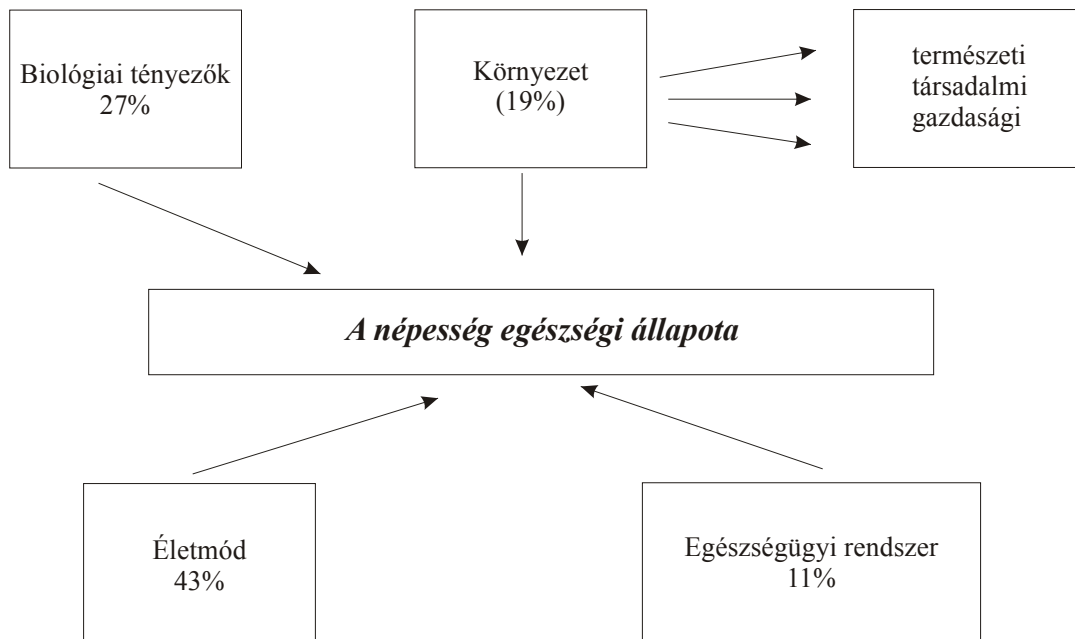 Biológiai tényezők
27%
Környezet
(19%)
természeti
társadalmi
gazdasági
A népesség egészségi állapota
Életmód
43%
Egészségügyi rendszer
11%